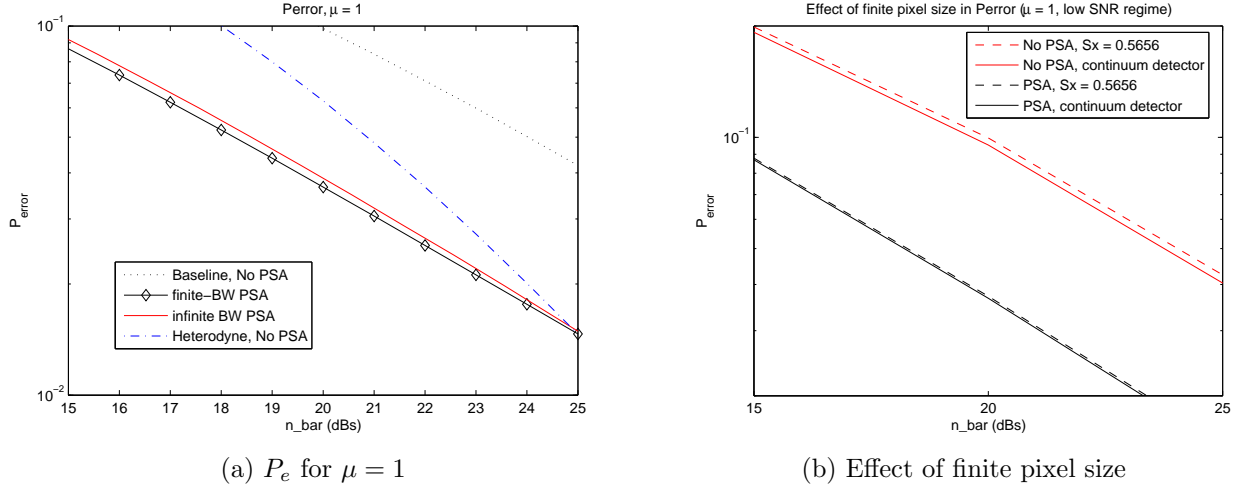 Perror, μ = 1
10⁻¹
10⁻²
P_error
15 16 17 18 19 20 21 22 23 24 25
n_bar (dBs)
Baseline, No PSA
finite−BW PSA
infinite BW PSA
Heterodyne, No PSA
(a) Pₑ for μ = 1
Effect of finite pixel size in Perror (μ = 1, low SNR regime)
10⁻¹
P_error
15 20 25
n_bar (dBs)
No PSA, Sx = 0.5656
No PSA, continuum detector
PSA, Sx = 0.5656
PSA, continuum detector
(b) Effect of finite pixel size